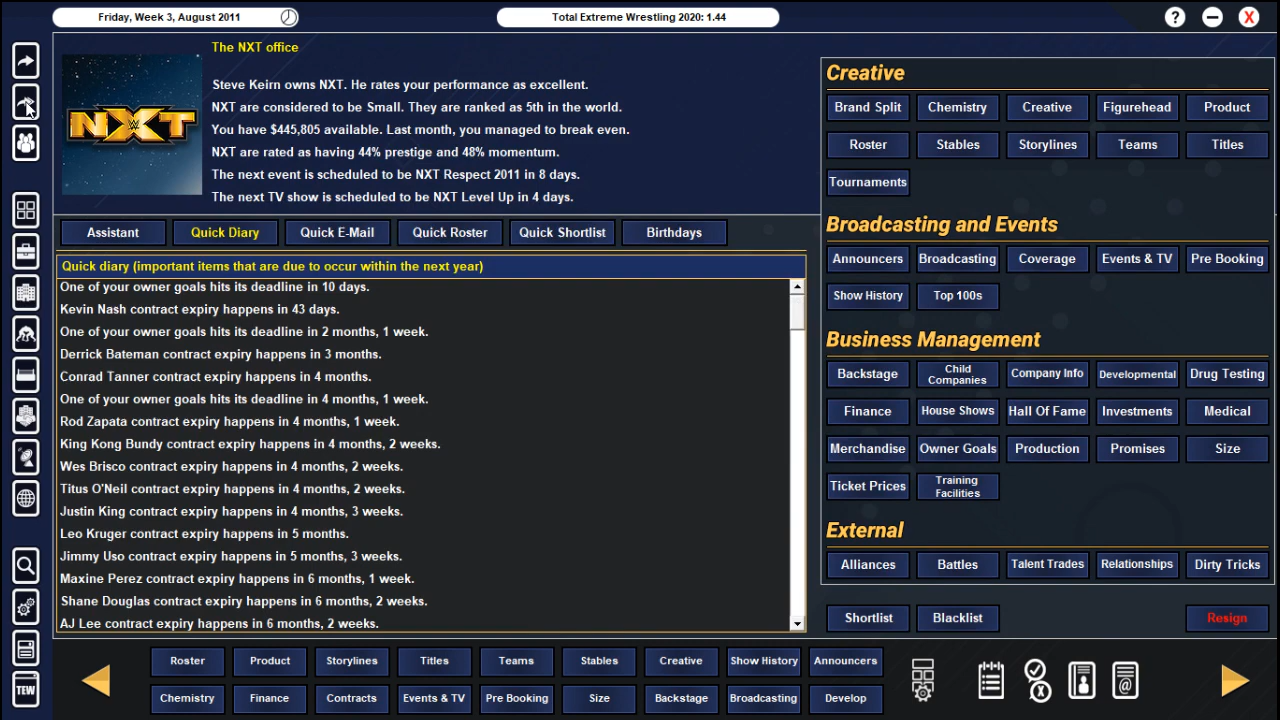 Friday, Week 3, August 2011
Total Extreme Wrestling 2020: 1.44
?
X
The NXT office
NXT
Steve Keirn owns NXT. He rates your performance as excellent.
NXT are considered to be Small. They are ranked as 5th in the world.
You have $445,805 available. Last month, you managed to break even.
NXT are rated as having 44% prestige and 48% momentum.
The next event is scheduled to be NXT Respect 2011 in 8 days.
The next TV show is scheduled to be NXT Level Up in 4 days.
Assistant
Quick Diary
Quick E-Mail
Quick Roster
Quick Shortlist
Birthdays
Quick diary (important items that are due to occur within the next year)
One of your owner goals hits its deadline in 10 days.
Kevin Nash contract expiry happens in 43 days.
One of your owner goals hits its deadline in 2 months, 1 week.
Derrick Bateman contract expiry happens in 3 months.
Conrad Tanner contract expiry happens in 4 months.
One of your owner goals hits its deadline in 4 months, 1 week.
Rod Zapata contract expiry happens in 4 months, 1 week.
King Kong Bundy contract expiry happens in 4 months, 2 weeks.
Wes Brisco contract expiry happens in 4 months, 2 weeks.
Titus O'Neil contract expiry happens in 4 months, 2 weeks.
Justin King contract expiry happens in 4 months, 3 weeks.
Leo Kruger contract expiry happens in 5 months.
Jimmy Uso contract expiry happens in 5 months, 3 weeks.
Maxine Perez contract expiry happens in 6 months, 1 week.
Shane Douglas contract expiry happens in 6 months, 2 weeks.
AJ Lee contract expiry happens in 6 months, 2 weeks.
Creative
Brand Split
Chemistry
Creative
Figurehead
Product
Roster
Stables
Storylines
Teams
Titles
Tournaments
Broadcasting and Events
Announcers
Broadcasting
Coverage
Events & TV
Pre Booking
Show History
Top 100s
Business Management
Backstage
Child
Companies
Company Info
Developmental
Drug Testing
Finance
House Shows
Hall Of Fame
Investments
Medical
Merchandise
Owner Goals
Production
Promises
Size
Ticket Prices
Training
Facilities
External
Alliances
Battles
Talent Trades
Relationships
Dirty Tricks
Shortlist
Blacklist
Resign
Roster
Product
Storylines
Titles
Teams
Stables
Creative
Show History
Announcers
Chemistry
Finance
Contracts
Events & TV
Pre Booking
Size
Backstage
Broadcasting
Develop
TEW
@